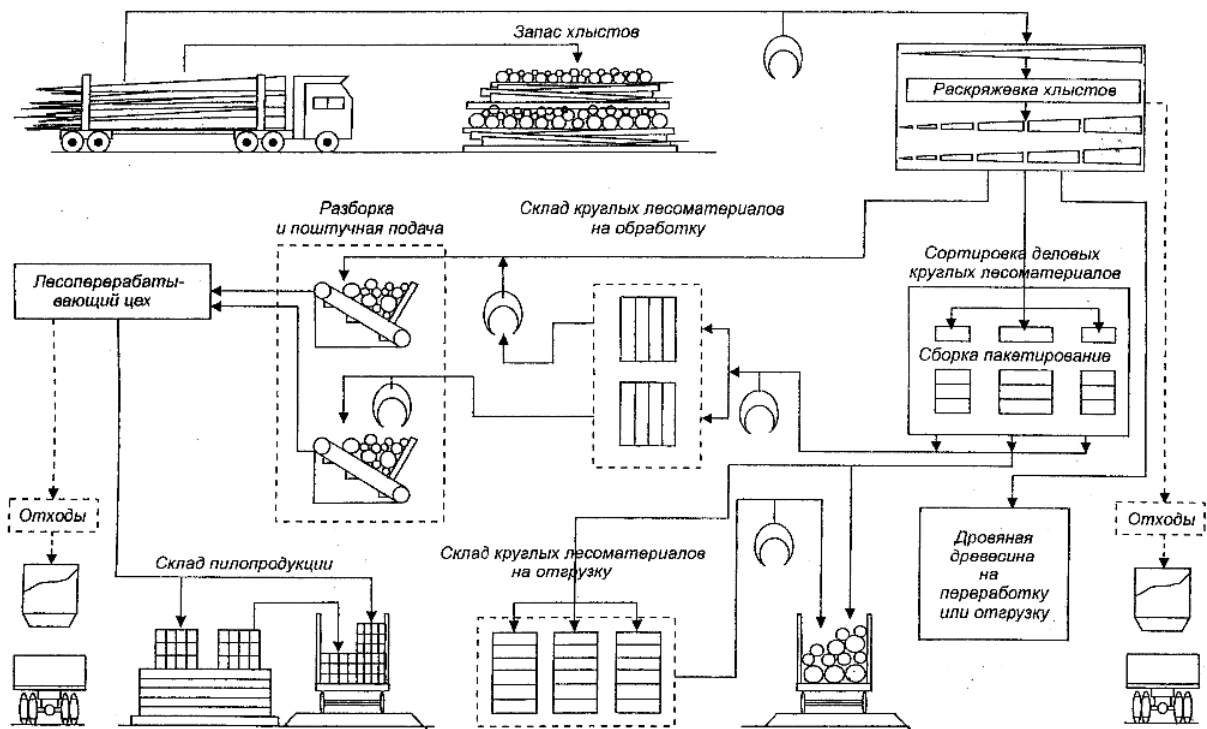 Запас хлыстов
Раскряжевка хлыстов
Разборка
и поштучная подача
Склад круглых лесоматериалов
на обработку
Сортировка деловых
круглых лесоматериалов
Лесоперерабаты-
вающий цех
Сборка пакетирование
Отходы
Склад пилопродукции
Склад круглых лесоматериалов
на отгрузку
Дровяная
древесина
на
переработку
или отгрузку
Отходы